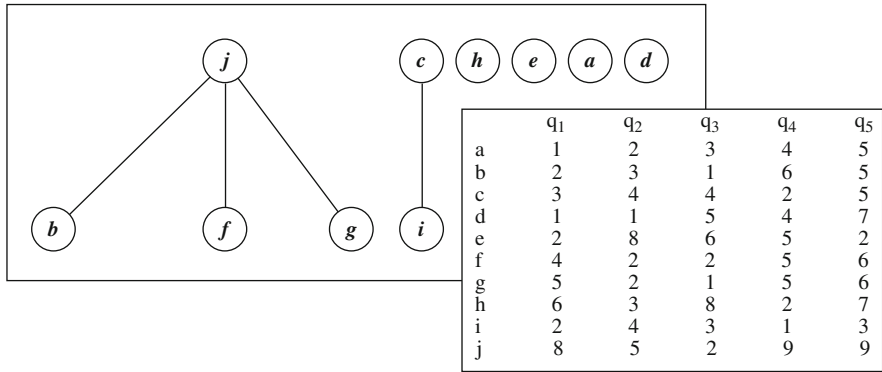 j c h e a d
b f g i
q₁ q₂ q₃ q₄ q₅
a 1 2 3 4 5
b 2 3 1 6 5
c 3 4 4 2 5
d 1 1 5 4 7
e 2 8 6 5 2
f 4 2 2 5 6
g 5 2 1 5 6
h 6 3 8 2 7
i 2 4 3 1 3
j 8 5 2 9 9